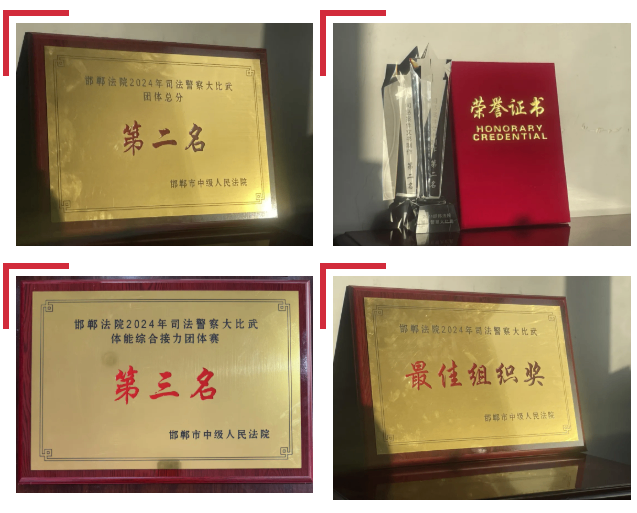 邯郸法院2024年司法警察大比武
团体总分
第二名
邯郸市中级人民法院
第二名
荣誉证书
HONORARY
CREDENTIAL
邯郸法院2024年司法警察大比武
体能综合接力团体赛
第三名
邯郸市中级人民法院
邯郸法院2024年司法警察大比武
最佳组织奖
邯郸市中级人民法院